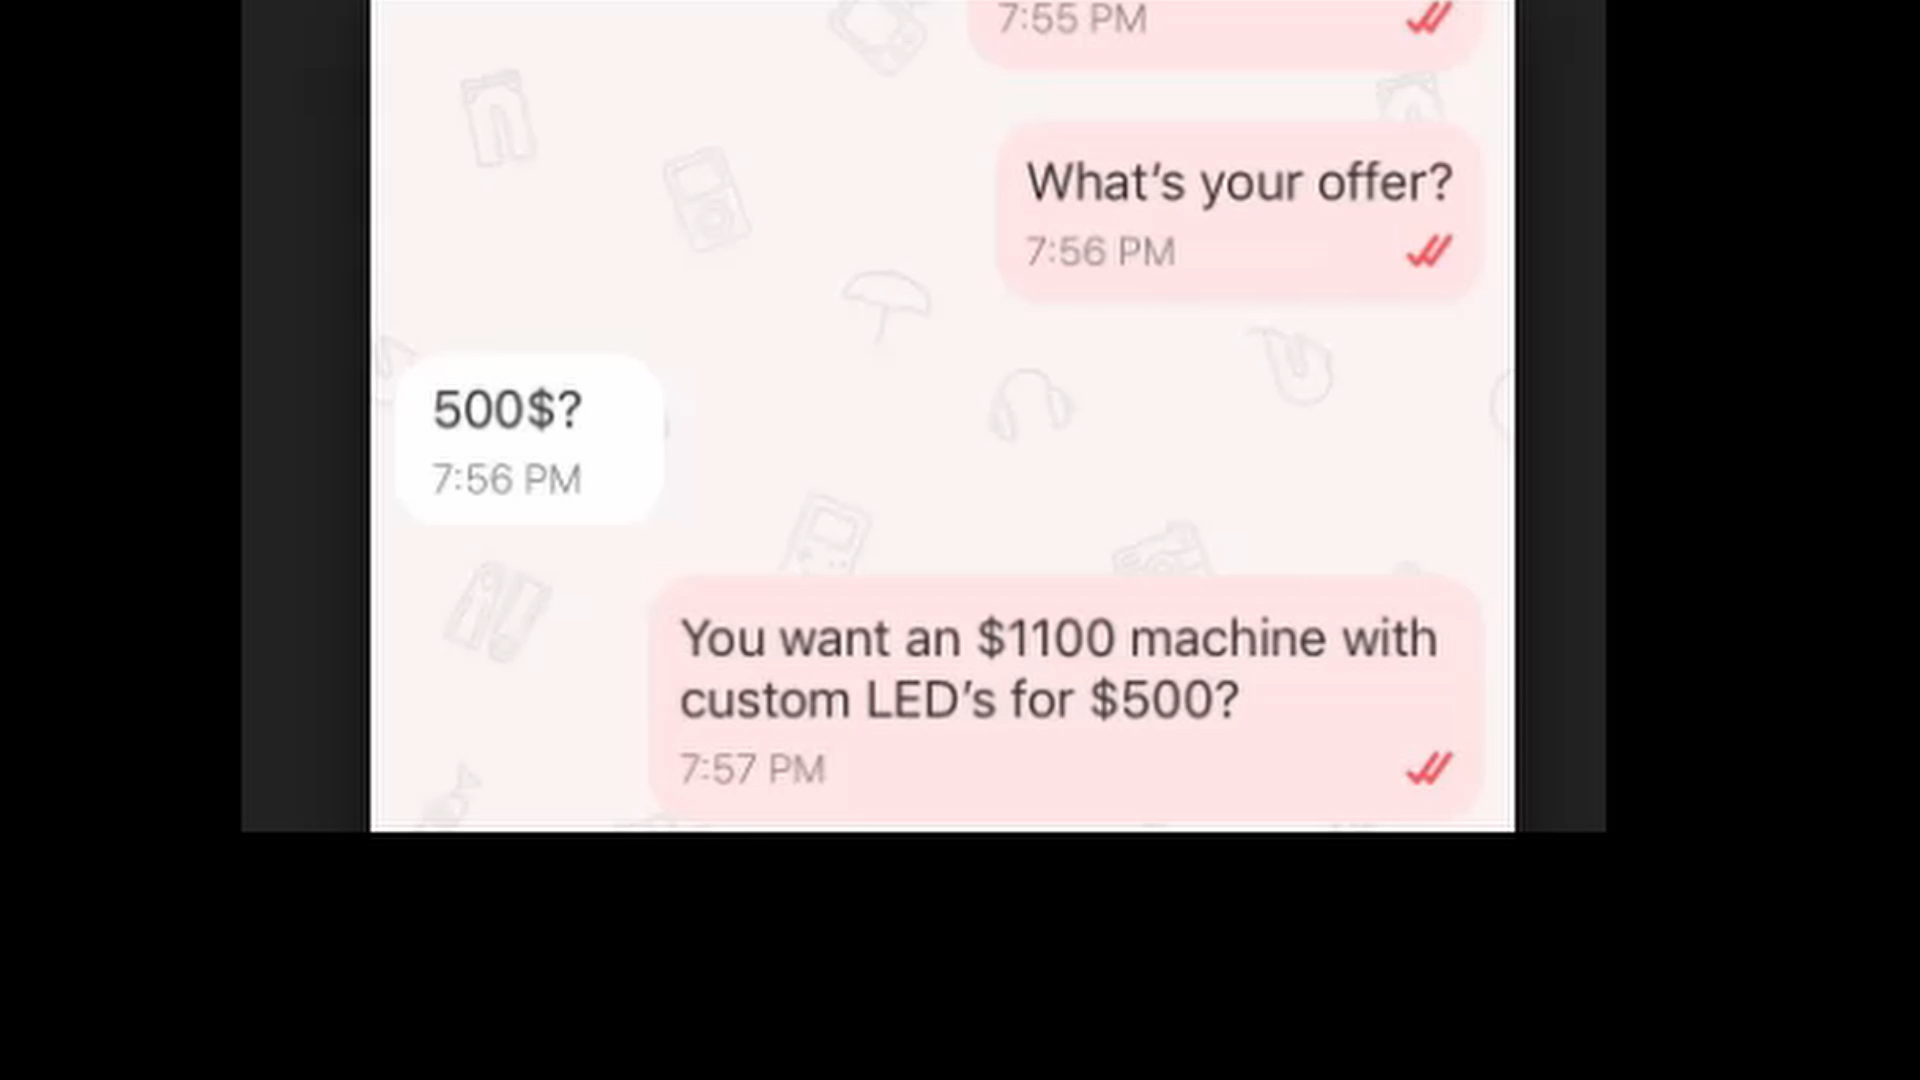 7:55 PM
What's your offer?
7:56 PM
500$?
7:56 PM
You want an $1100 machine with
custom LED's for $500?
7:57 PM